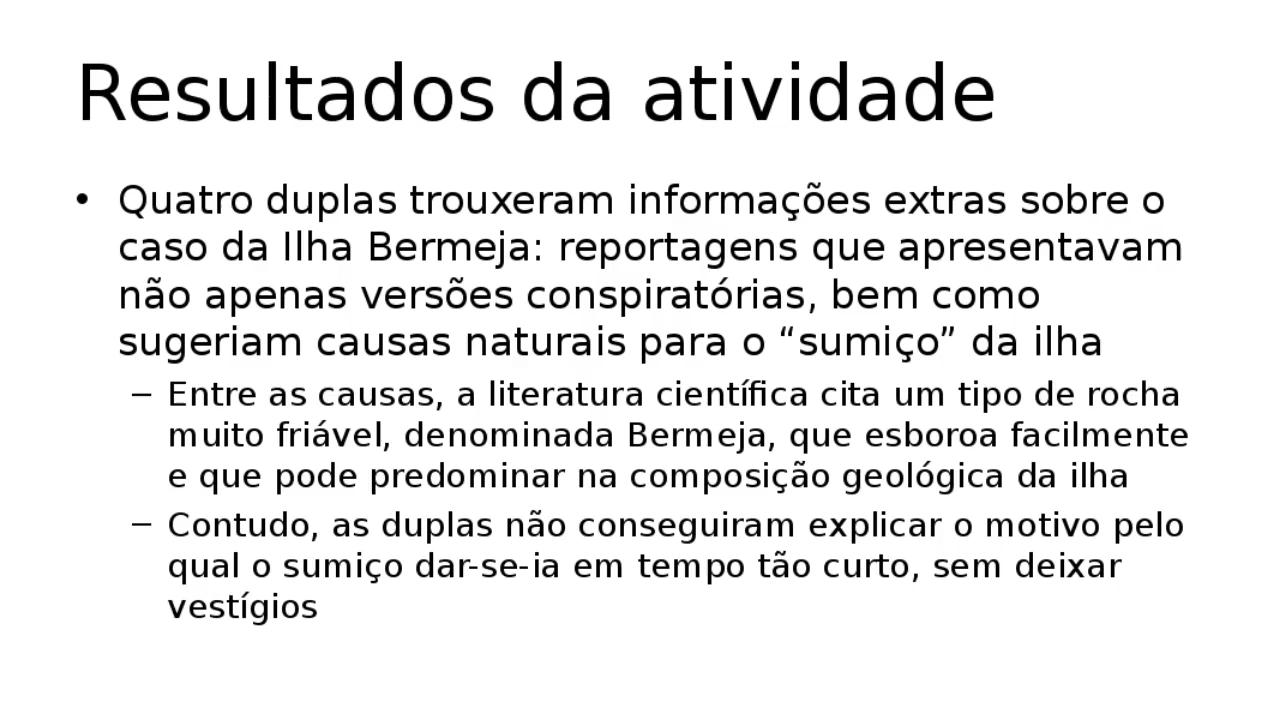 Resultados da atividade
• Quatro duplas trouxeram informações extras sobre o
caso da Ilha Bermeja: reportagens que apresentavam
não apenas versões conspiratórias, bem como
sugeriam causas naturais para o “sumiço” da ilha
– Entre as causas, a literatura científica cita um tipo de rocha
muito friável, denominada Bermeja, que esboroa facilmente
e que pode predominar na composição geológica da ilha
– Contudo, as duplas não conseguiram explicar o motivo pelo
qual o sumiço dar-se-ia em tempo tão curto, sem deixar
vestígios